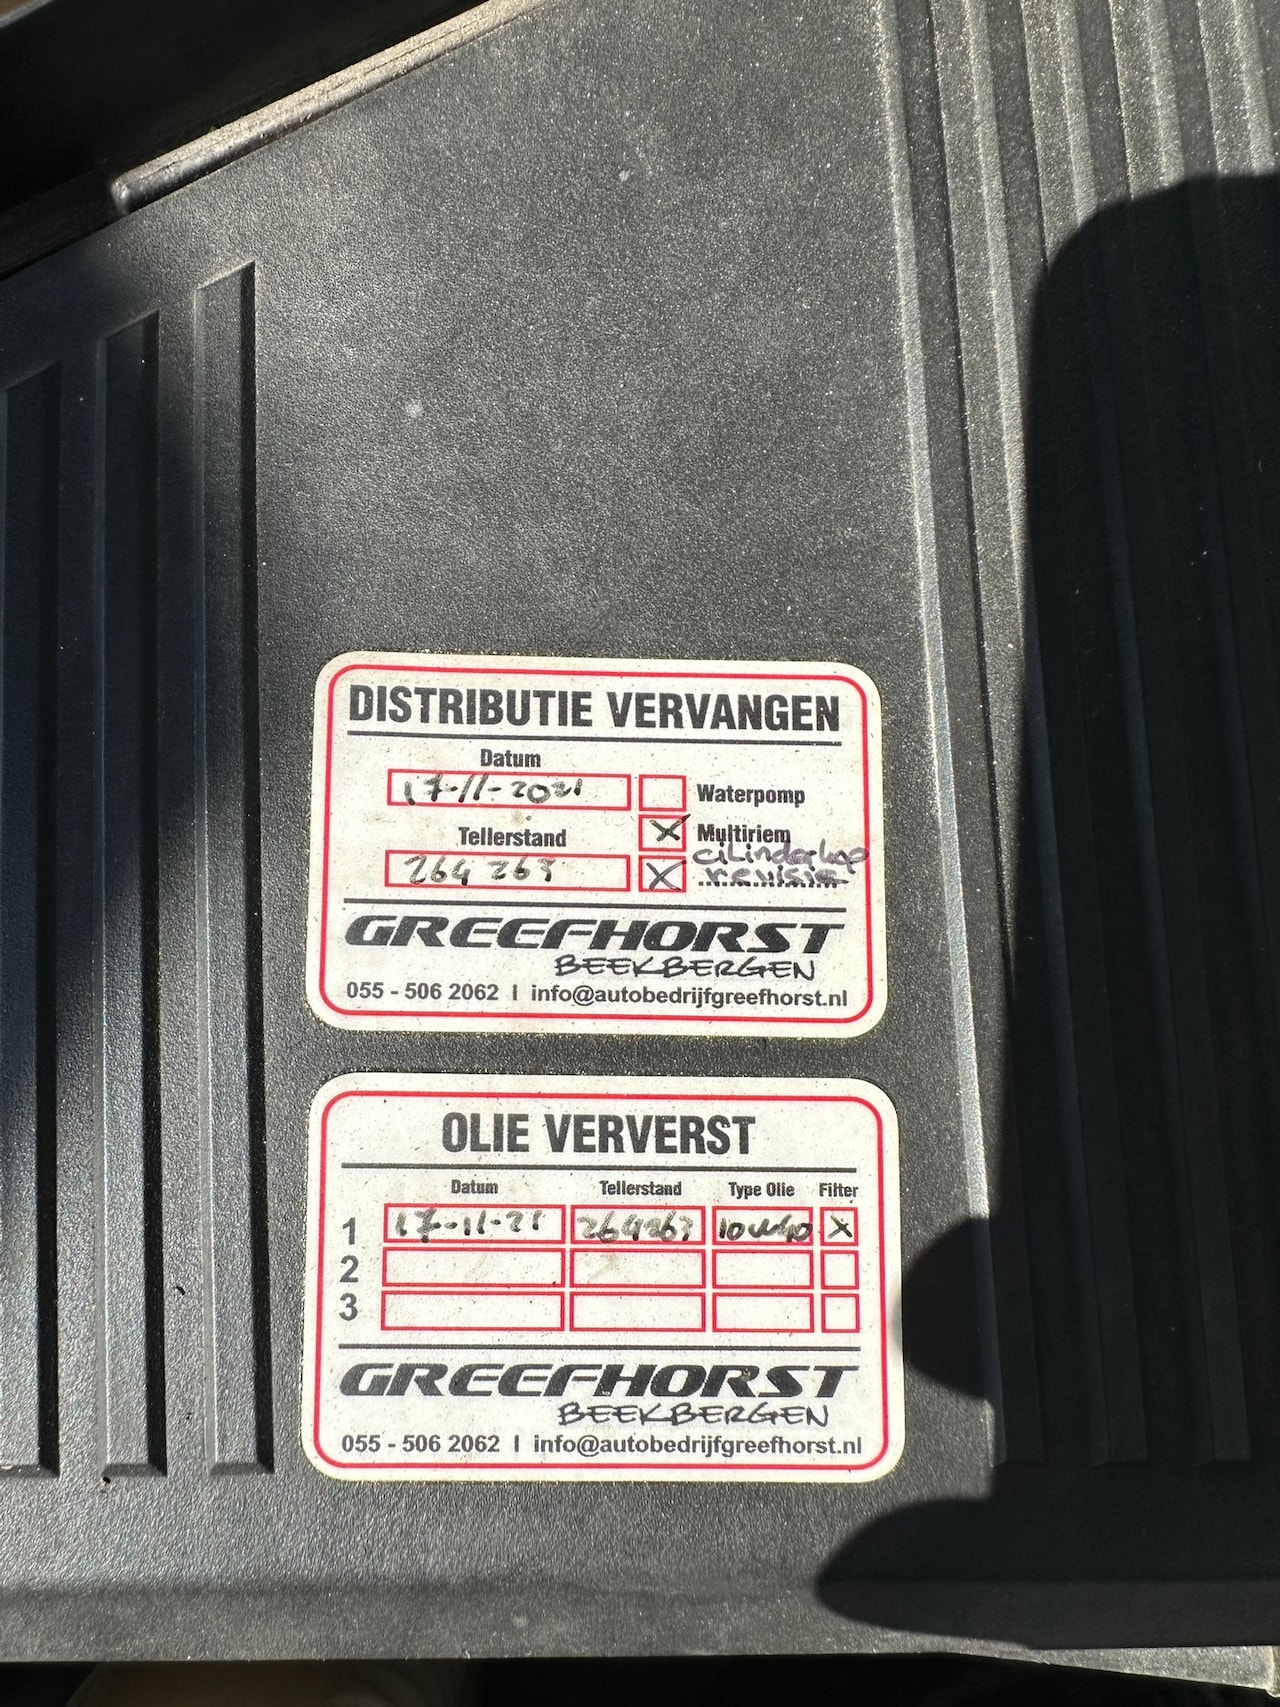 DISTRIBUTIE VERVANGEN
Datum
17-11-2021
Waterpomp
Tellerstand
X Multiriem
264 263
X cilinderkop
revisie
GREEFHORST
BEEKBERGEN
055 - 506 2062 | info@autobedrijfgreefhorst.nl
OLIE VERVERST
Datum Tellerstand Type Olie Filter
1 17-11-21 264263 10W40 X
2
3
GREEFHORST
BEEKBERGEN
055 - 506 2062 | info@autobedrijfgreefhorst.nl